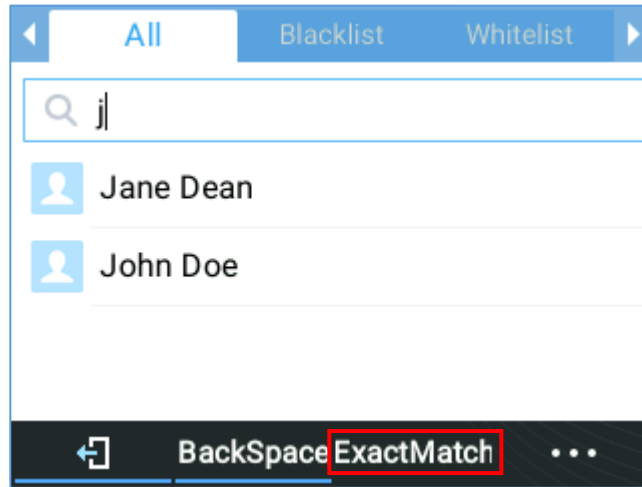 All Blacklist Whitelist
j
Jane Dean
John Doe
BackSpace ExactMatch ...